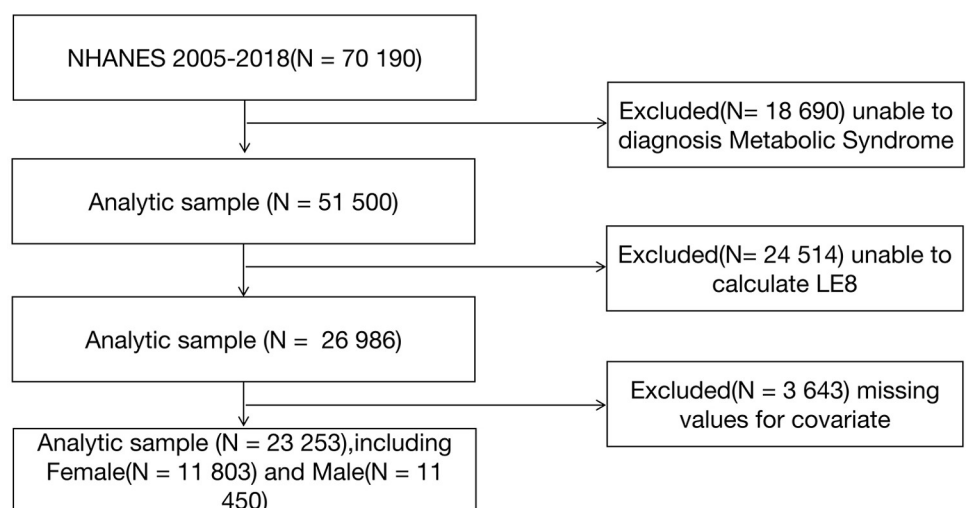 NHANES 2005-2018(N = 70 190)
Excluded(N= 18 690) unable to
diagnosis Metabolic Syndrome
Analytic sample (N = 51 500)
Excluded(N= 24 514) unable to
calculate LE8
Analytic sample (N =  26 986)
Excluded(N = 3 643) missing
values for covariate
Analytic sample (N = 23 253),including
Female(N = 11 803) and Male(N = 11
450)